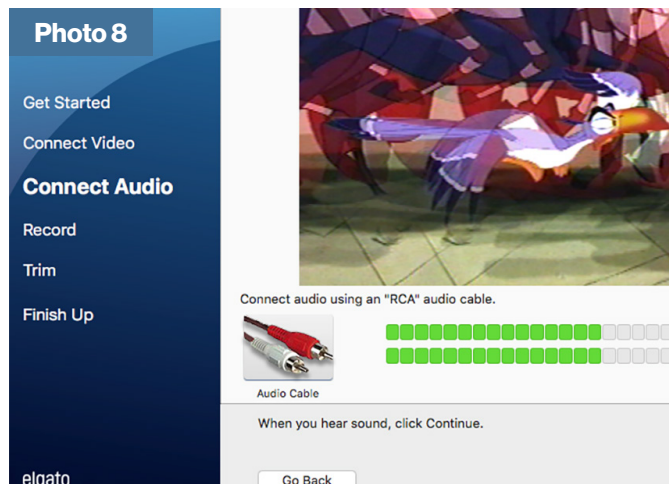 Photo 8
Get Started
Connect Video
Connect Audio
Record
Trim
Finish Up
Connect audio using an "RCA" audio cable.
Audio Cable
When you hear sound, click Continue.
elgato
Go Back